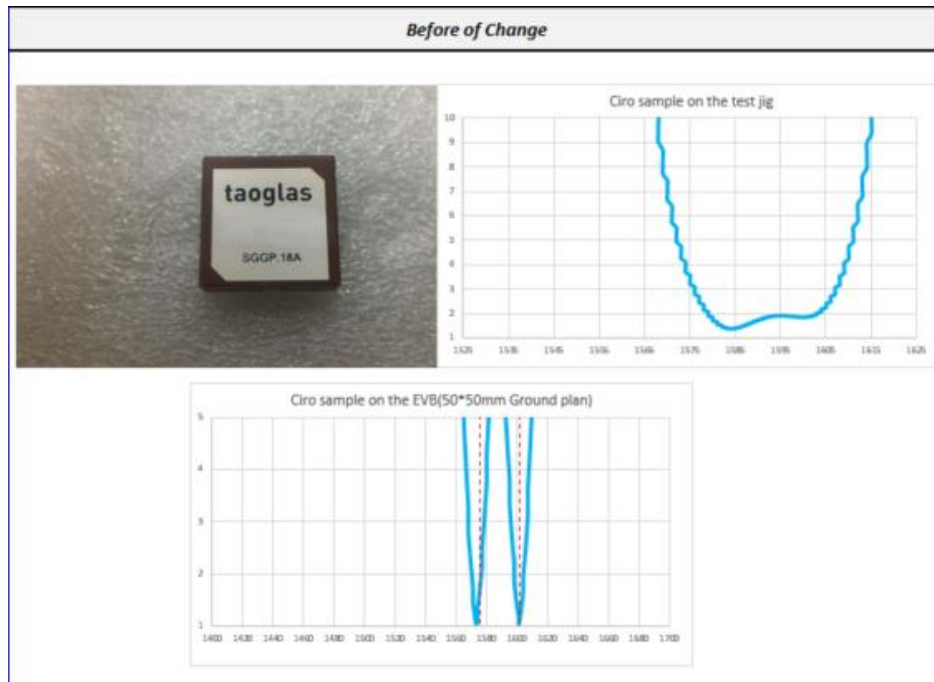 Before of Change
taoglas
SGGP.18A
Ciro sample on the test jig
10
9
8
7
6
5
4
3
2
1
1525 1535 1545 1555 1565 1575 1585 1595 1605 1615 1625
Ciro sample on the EVB(50*50mm Ground plan)
5
4
3
2
1
1400 1420 1440 1460 1480 1500 1520 1540 1560 1580 1600 1620 1640 1660 1680 1700